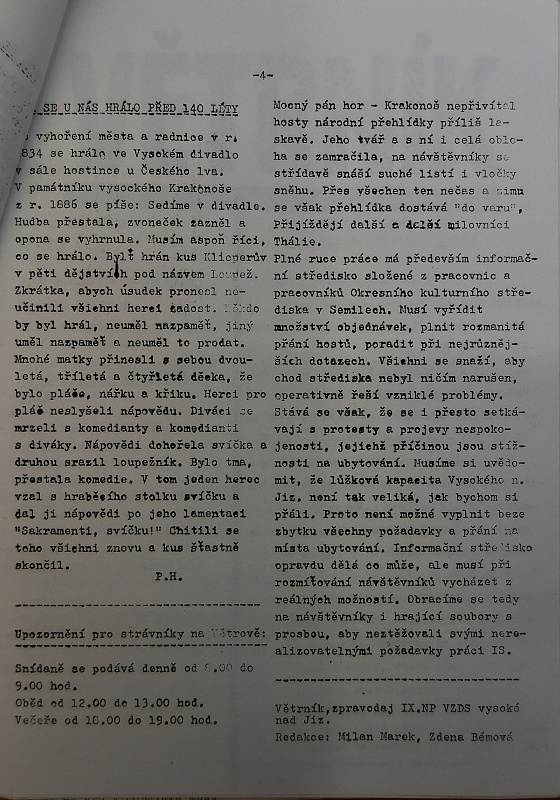 -4-
SE U NÁS HRÁLO PŘED 140 LÉTY
vyhoření města a radnice v r.
1834 se hrálo ve Vysokém divadlo
v sále hostince u Českého lva.
V památníku vysockého Krakonoše
z r. 1886 se píše: Sedíme v divadle.
Hudba přestala, zvoneček zazněl a
opona se vyhrnula. Musím aspoň říci,
co se hrálo. Byl hrán kus Klicperův
v pěti dějstvích pod názvem Loupež.
Zkrátka, abych úsudek pronesl ne-
učinili všichni herci žadost.
by byl hrál, neuměl nazpaměť, jiný
uměl nazpaměť a neuměl to prodat.
Mnohé matky přinesli s sebou dvou-
letá, tříletá a čtyřletá děcka, že
bylo pláče, nářku a křiku. Herci pro
pláč neslyšeli nápovědu. Diváci se
mrzeli s komedianty a komedianti
s diváky. Nápovědi dohořela svíčka a
druhou srazil loupežník. Bylo tma,
přestala komedie. V tom jeden herec
vzal s hraběcího stolku svíčku a
dal ji nápovědi po jeho lamentaci
"Sakramenti, svíčku!" Chitili se
toho všichni znovu a kus šťastně
skončil.
P.H.
Upozornění pro strávníky na Větrově:
Snídaně se podává denně od 8.00 do
9.00 hod.
Oběd od 12.00 do 13.00 hod.
Večeře od 18.00 do 19.00 hod.
Mocný pán hor - Krakonoš nepřivítal
hosty národní přehlídky příliš la-
skavě. Jeho tvář a s ní i celá oblo-
ha se zamračila, na návštěvníky se
střídavě snáší suché listí i vločky
sněhu. Přes všechen ten nečas a zimu
se však přehlídka dostává "do varu",
Přijíždějí další a další milovníci
Thálie.
Plné ruce práce má především informač-
ní středisko složené z pracovnic a
pracovníků Okresního kulturního stře-
diska v Semilech. Musí vyřídit
množství objednávek, plnit rozmanitá
přání hostů, poradit při nejrůzněj-
ších dotazech. Všichni se snaží, aby
chod střediska nebyl ničím narušen,
operativně řeší vzniklé problémy.
Stává se však, že se i přesto setká-
vají s protesty a projevy nespoko-
jenosti, jejichž příčinou jsou stíž-
nosti na ubytování. Musíme si uvědo-
mit, že lůžková kapacita Vysokého n.
Jiz. není tak veliká, jak bychom si
přáli. Proto není možné vyplnit beze
zbytku všechny požadavky a přání na
místa ubytování. Informační středisko
opravdu dělá co může, ale musí při
rozmiťování návštěvníků vycházet z
reálných možností. Obracíme se tedy
na návštěvníky i hrající soubory s
prosbou, aby neztěžovali svými nere-
alizovatelnými požadavky práci IS.
Větrník,zpravodaj IX.NP VZDS vysoké
nad Jiz.
Redakce: Milan Marek, Zdena Bémová